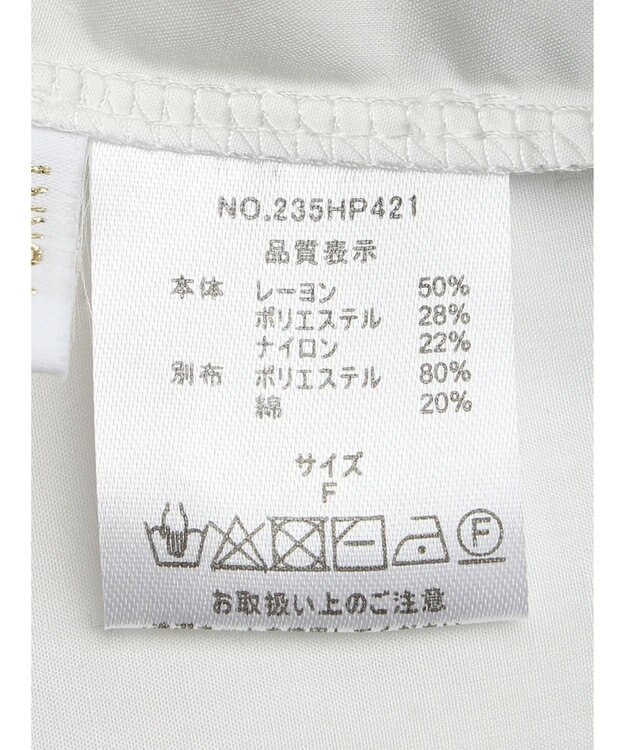 NO.235HP421
品質表示
本体 レーヨン 50%
ポリエステル 28%
ナイロン 22%
別布 ポリエステル 80%
綿 20%
サイズ
F
F
お取扱い上のご注意